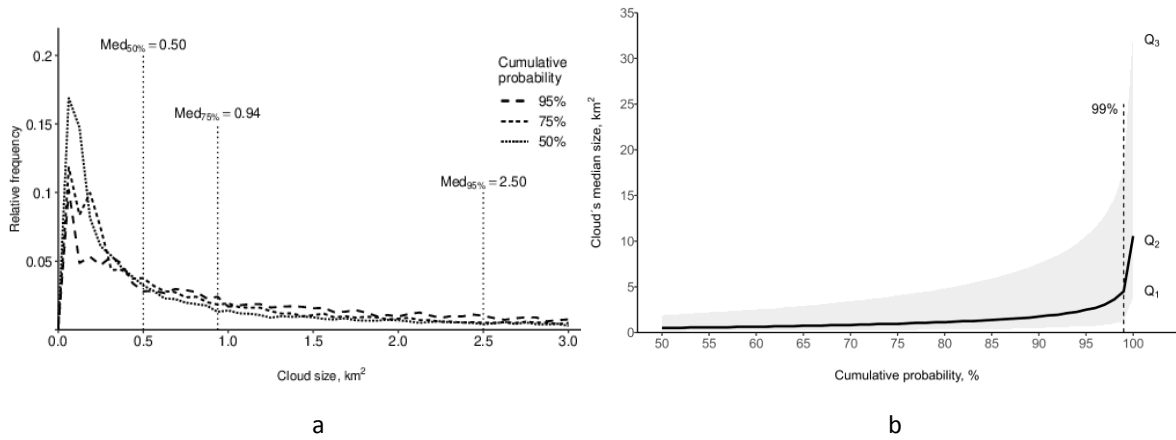 Med50% = 0.50
Med75% = 0.94
Med95% = 2.50
Cumulative
probability
95%
75%
50%
Relative frequency
0.2
0.15
0.1
0.05
0.0 0.5 1.0 1.5 2.0 2.5 3.0
Cloud size, km2
a
Cloud´s median size, km2
35
30
25
20
15
10
5
0
Q3
99%
Q2
Q1
50 55 60 65 70 75 80 85 90 95 100
Cumulative probability, %
b